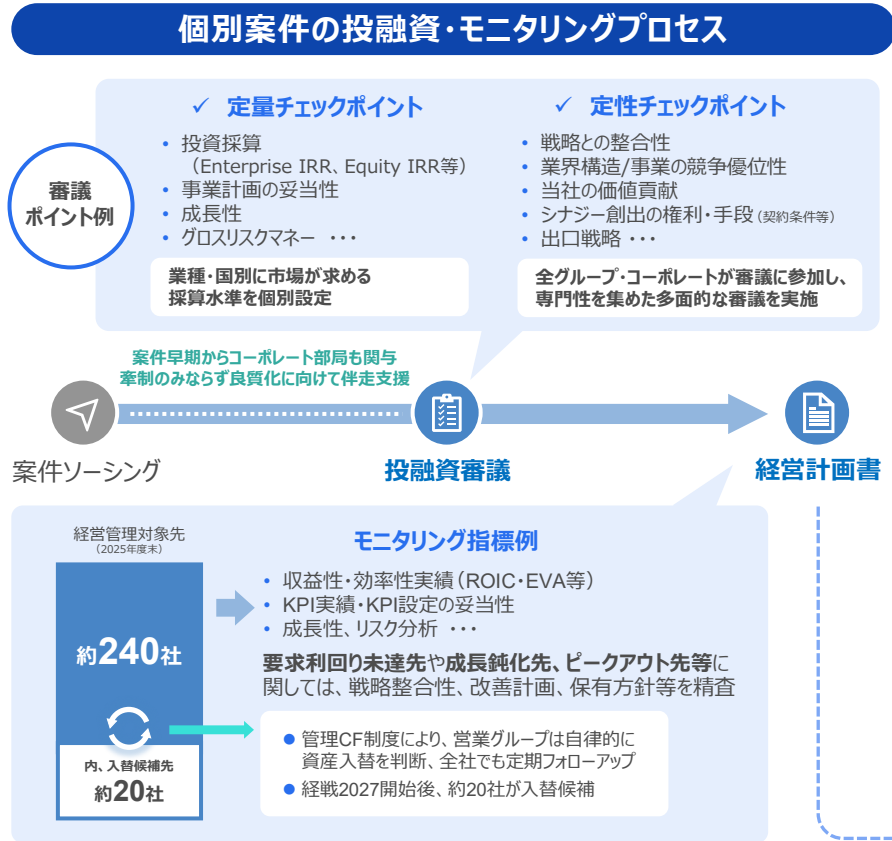 個別案件の投融資・モニタリングプロセス
審議
ポイント例
✓ 定量チェックポイント
• 投資採算
（Enterprise IRR、Equity IRR等）
• 事業計画の妥当性
• 成長性
• グロスリスクマネー ・・・
業種・国別に市場が求める
採算水準を個別設定
✓ 定性チェックポイント
• 戦略との整合性
• 業界構造/事業の競争優位性
• 当社の価値貢献
• シナジー創出の権利・手段（契約条件等）
• 出口戦略 ・・・
全グループ・コーポレートが審議に参加し、
専門性を集めた多面的な審議を実施
案件早期からコーポレート部局も関与
牽制のみならず良質化に向けて伴走支援
案件ソーシング
投融資審議
経営計画書
経営管理対象先
（2025年度末）
約240社
内、入替候補先
約20社
モニタリング指標例
• 収益性・効率性実績（ROIC・EVA等）
• KPI実績・KPI設定の妥当性
• 成長性、リスク分析 ・・・
要求利回り未達先や成長鈍化先、ピークアウト先等に
関しては、戦略整合性、改善計画、保有方針等を精査
● 管理CF制度により、営業グループは自律的に
資産入替を判断、全社でも定期フォローアップ
● 経戦2027開始後、約20社が入替候補